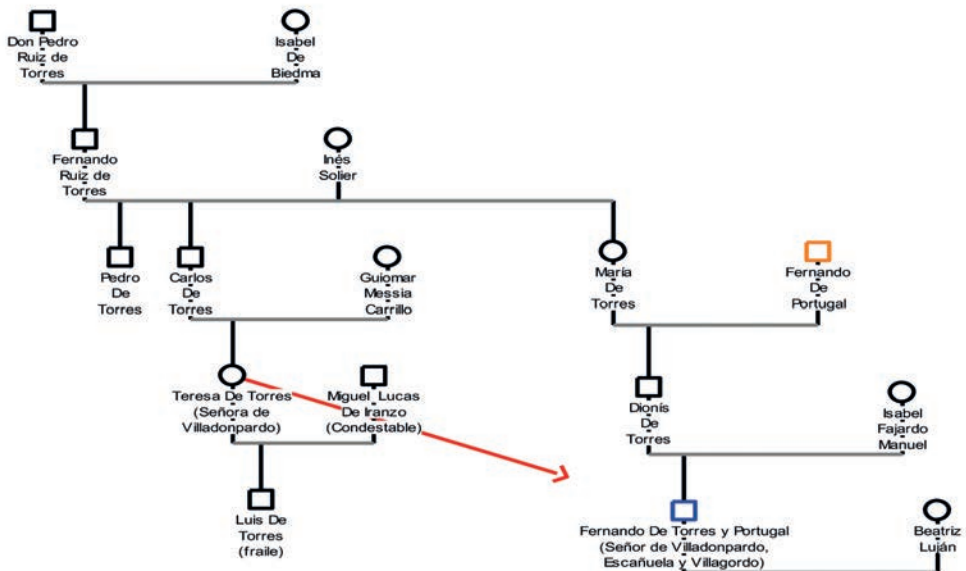 Don Pedro
Ruiz de
Torres
Isabel
De
Biedma
Fernando
Ruiz de
Torres
Inés
Solier
Pedro
De
Torres
Carlos
De
Torres
Guiomar
Messia
Carrillo
María
De
Torres
Fernando
De
Portugal
Teresa De Torres
(Señora de
Villadonpardo)
Miguel Lucas
De Iranzo
(Condestable)
Dionís
De
Torres
Isabel
Fajardo
Manuel
Luis De
Torres
(fraile)
Fernando De Torres y Portugal
(Señor de Villadonpardo,
Escañuela y Villagordo)
Beatriz
Luján